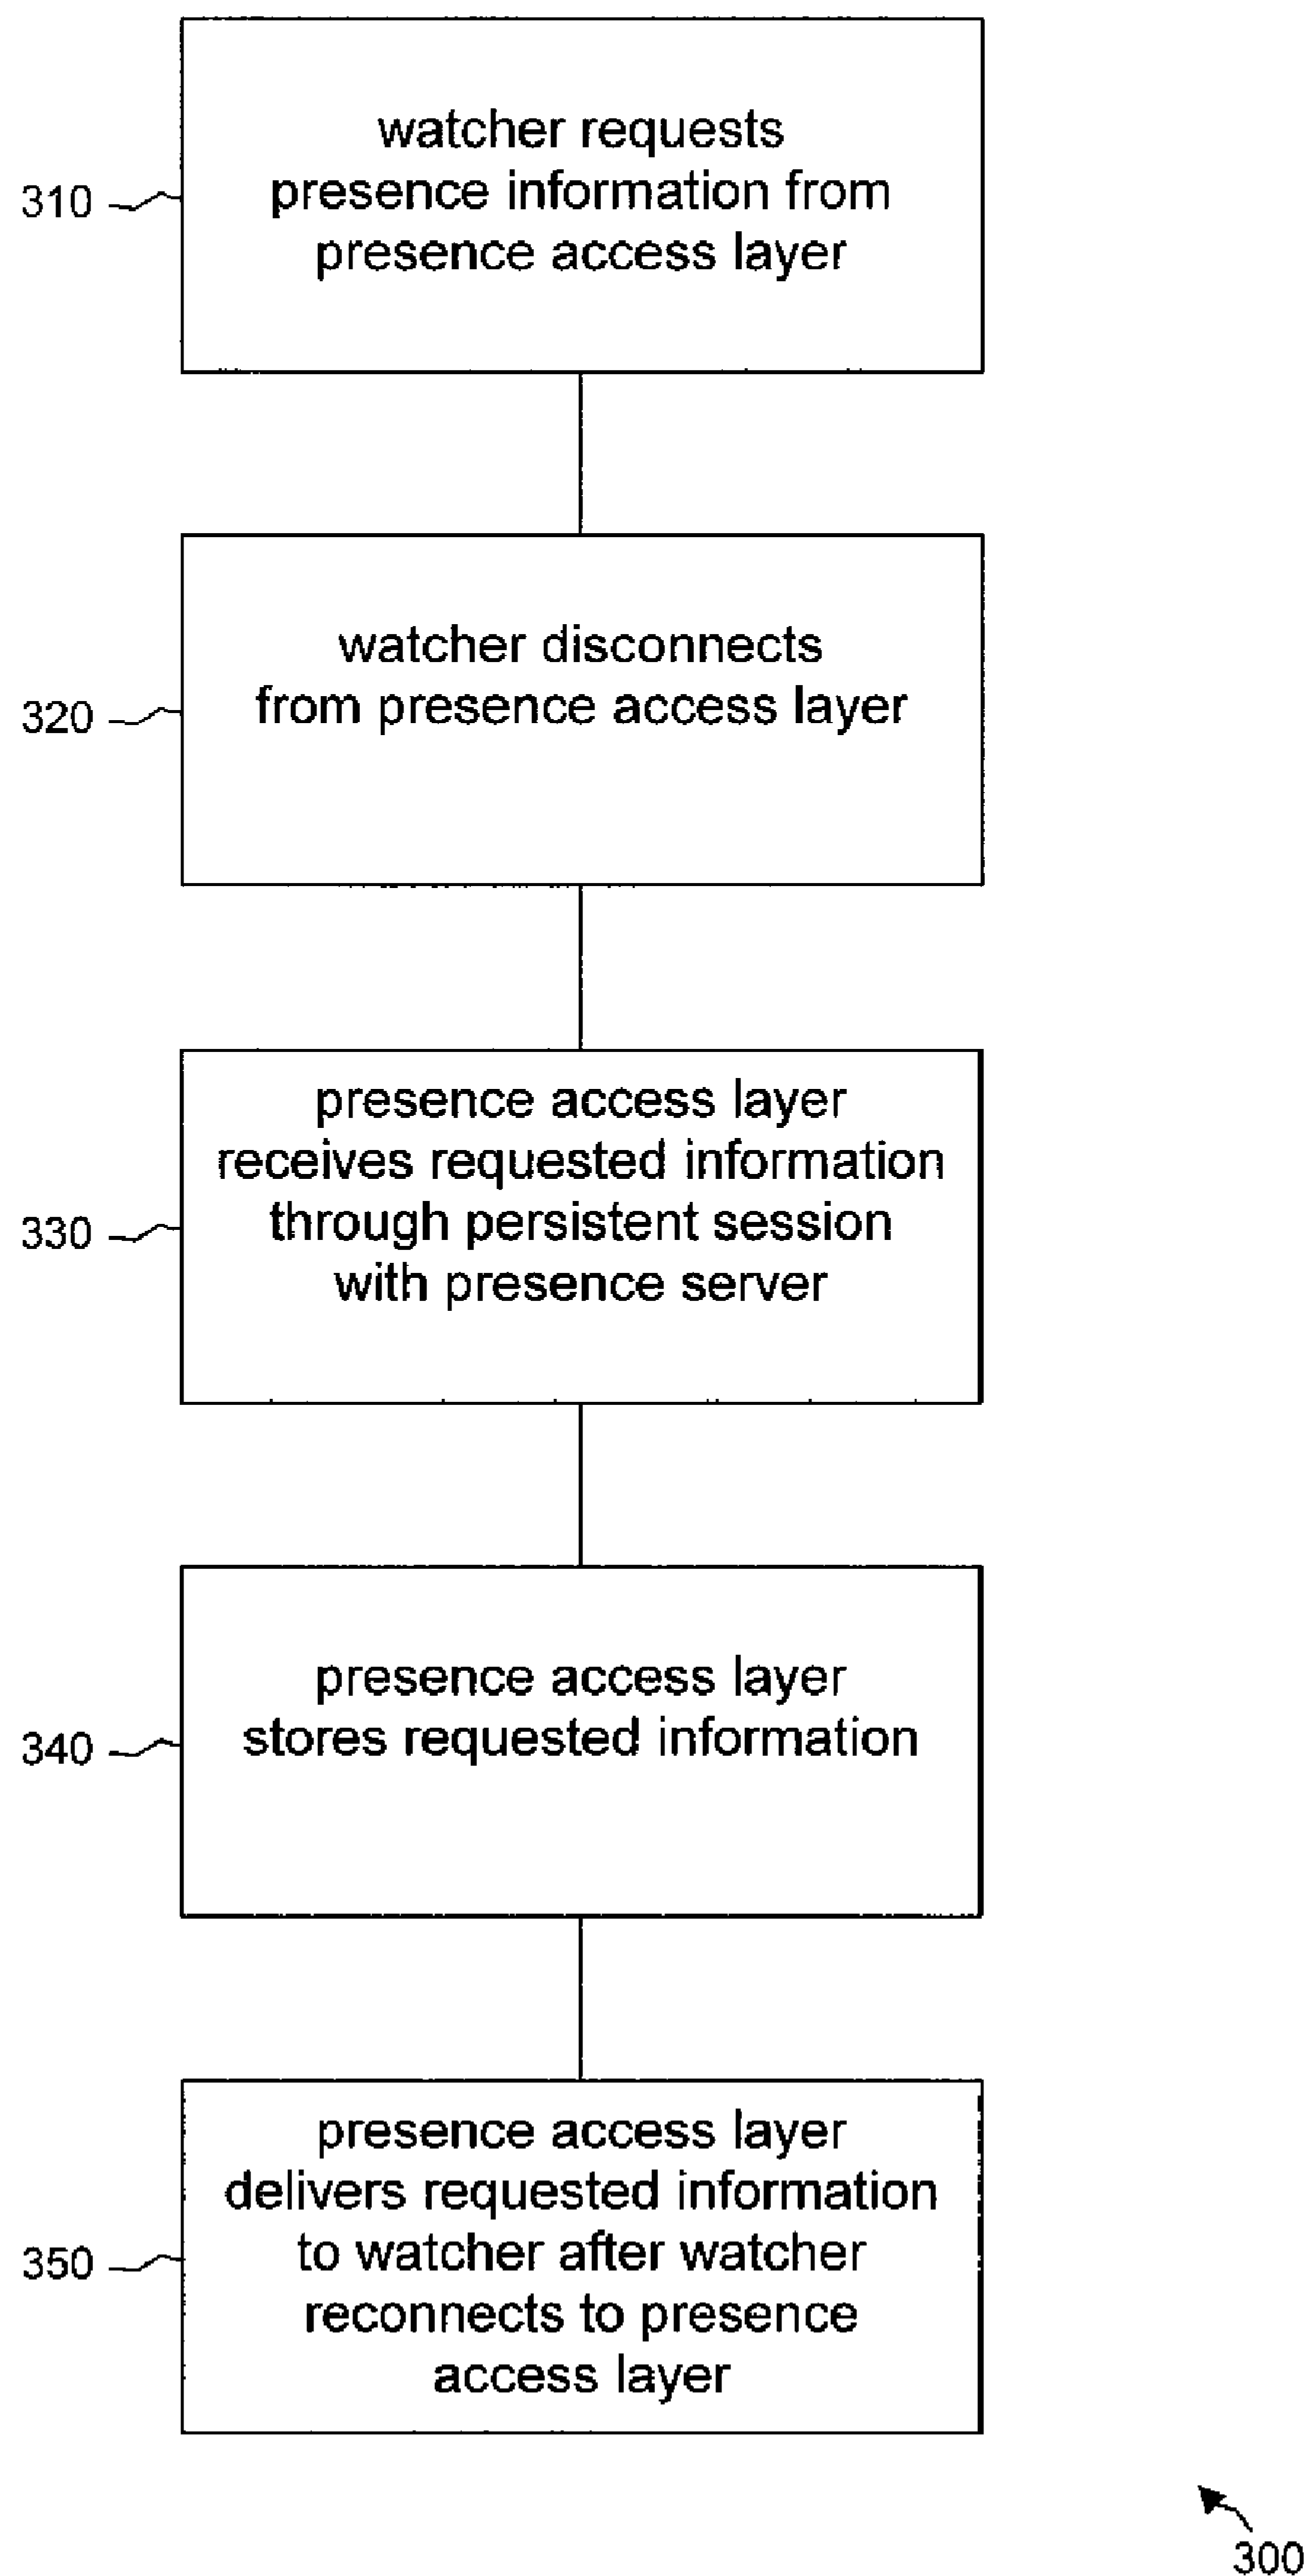 310
watcher requests
presence information from
presence access layer
320
watcher disconnects
from presence access layer
330
presence access layer
receives requested information
through persistent session
with presence server
340
presence access layer
stores requested information
350
presence access layer
delivers requested information
to watcher after watcher
reconnects to presence
access layer
300